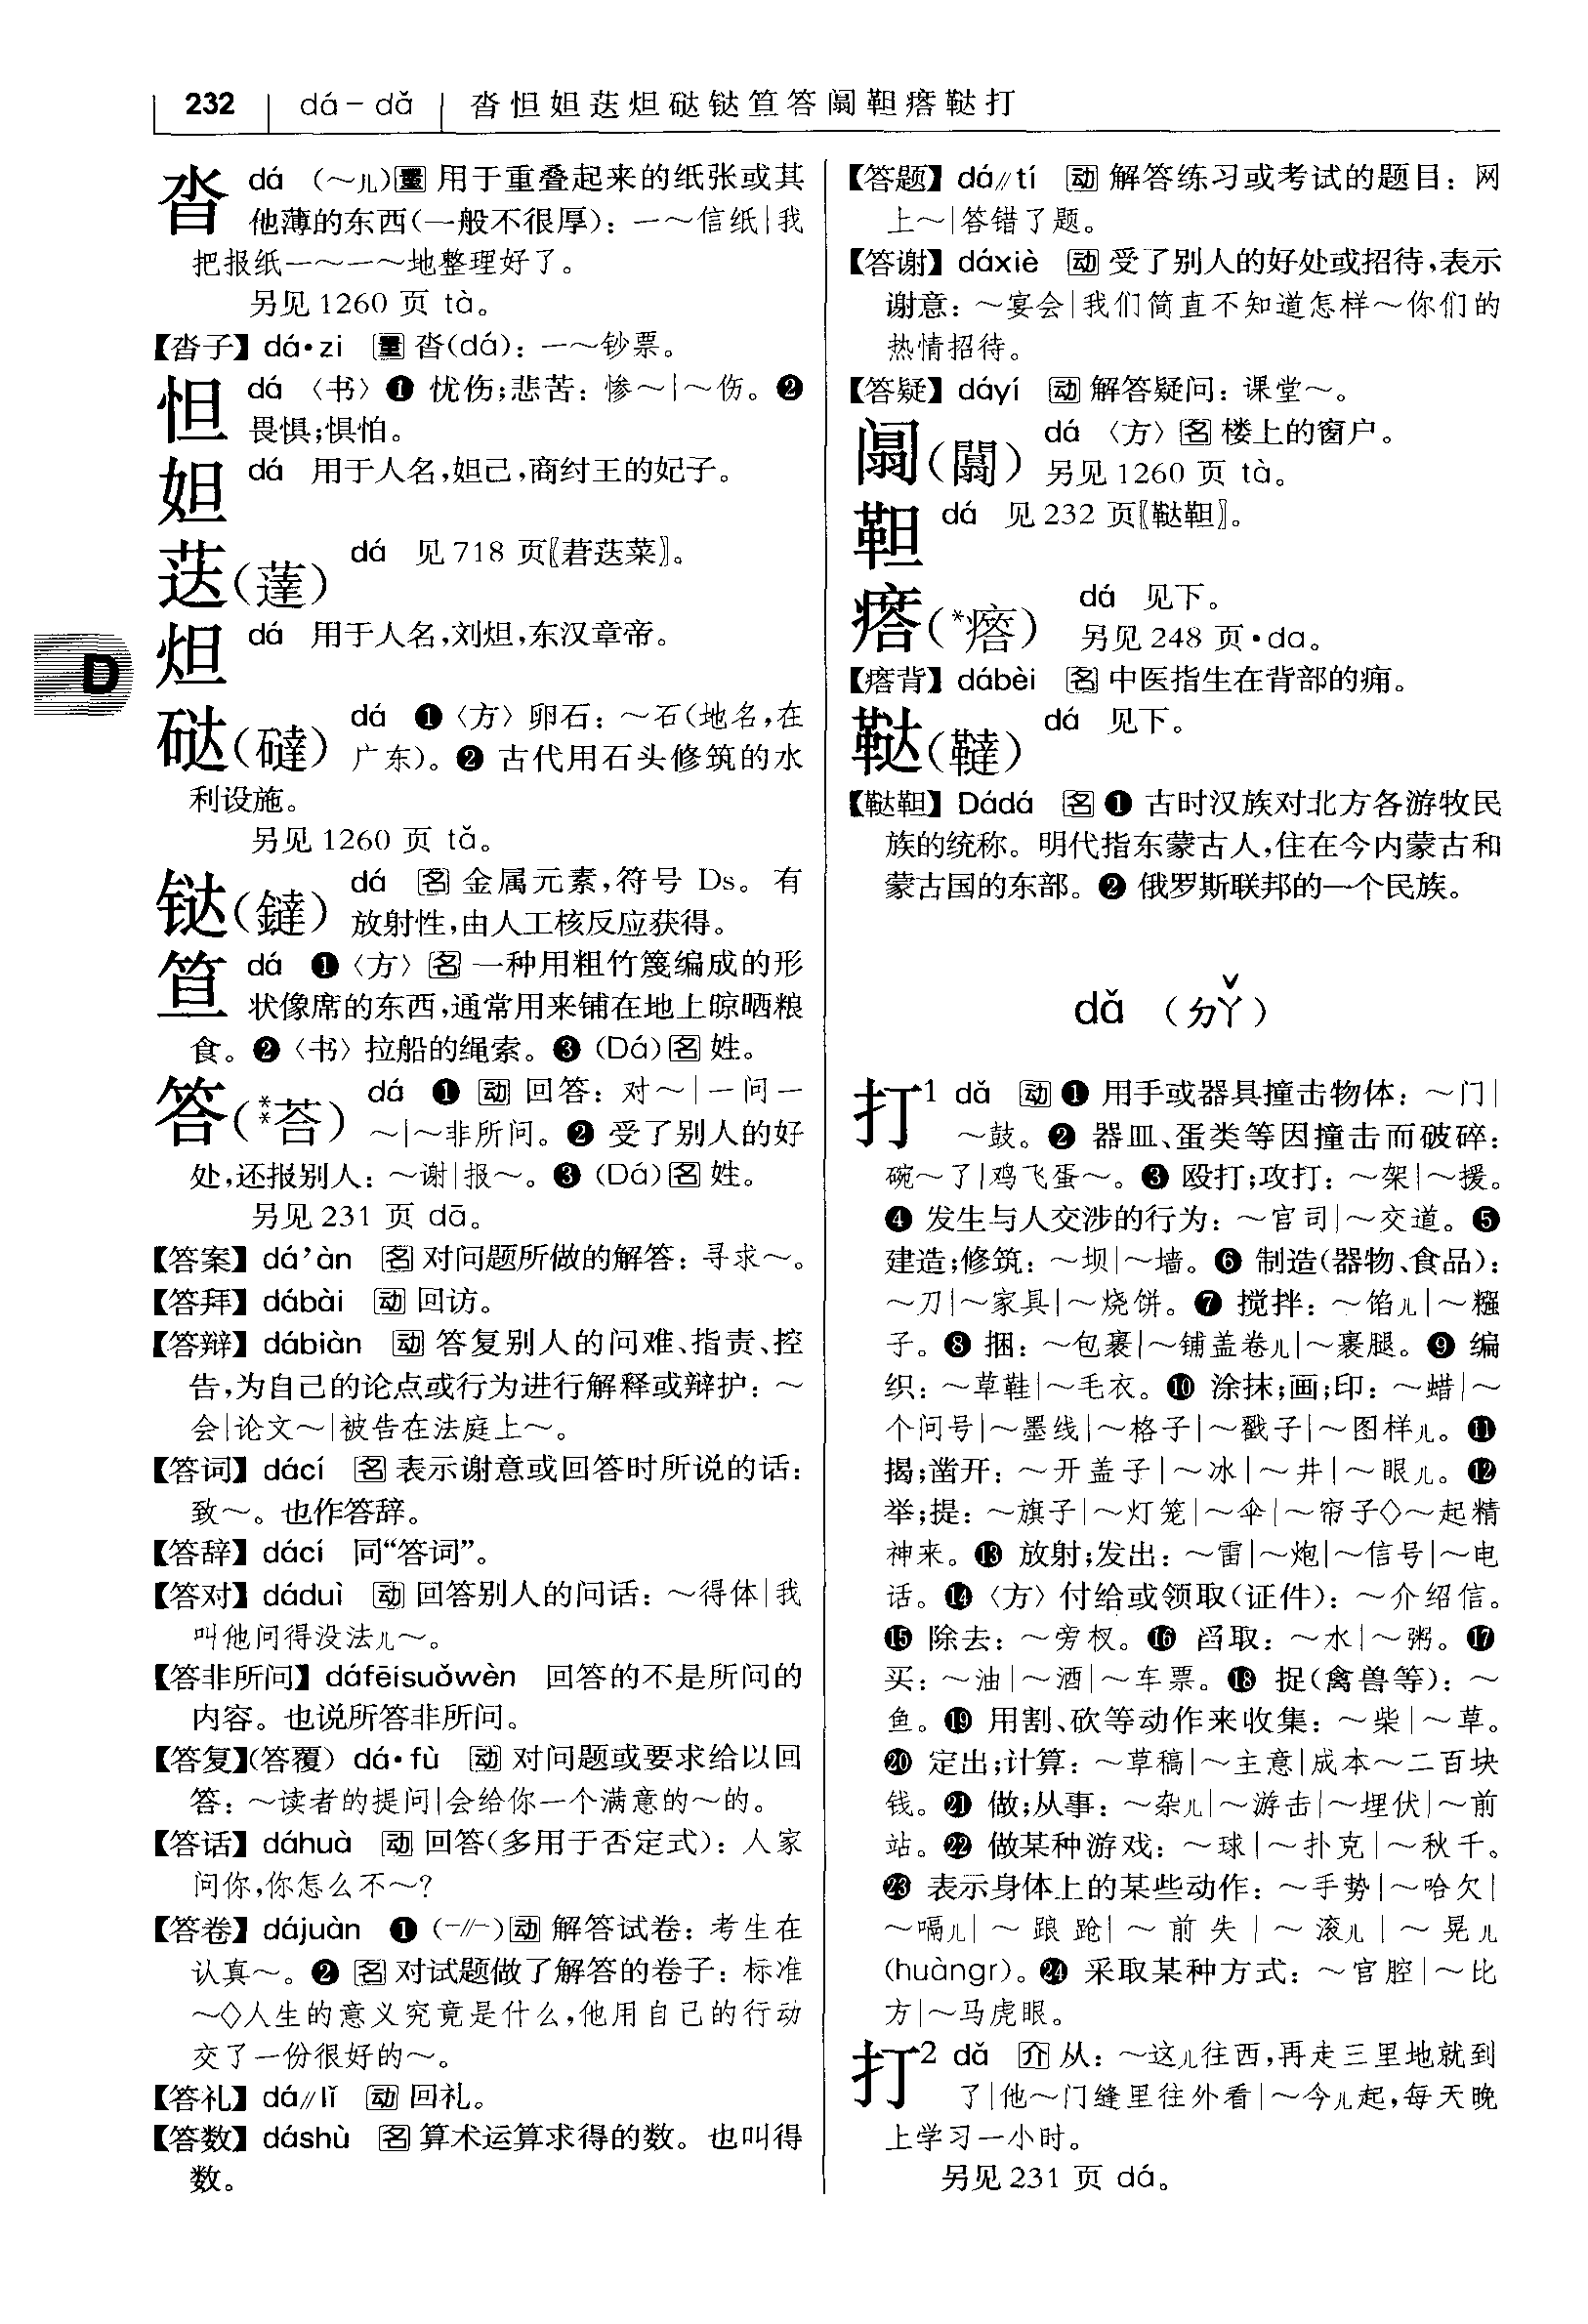 232 dá－dǎ 沓怛妲荙炟㳠铋笪答阘靼瘩鞑打
沓 dá （～儿）量 用于重叠起来的纸张或其
他薄的东西（一般不很厚）：一～信纸|我
把报纸一～一～地整理好了。
另见 1260 页 tà。
【沓子】dá·zi 量 沓（dá）：一～钞票。
怛 dá 〈书〉❶ 忧伤；悲苦：惨～|～伤。❷
畏惧；惧怕。
妲 dá 用于人名，妲己，商纣王的妃子。
荙（薘） dá 见 718 页〖莙荙菜〗。
炟 dá 用于人名，刘炟，东汉章帝。
垯(墶) dá ❶〈方〉卵石：～石（地名，在
广东）。❷ 古代用石头修筑的水
利设施。
另见 1260 页 tǎ。
𫟼（鐽） dá 名 金属元素，符号 Ds。有
放射性，由人工核反应获得。
笪 dá ❶〈方〉名 一种用粗竹篾编成的形
状像席的东西，通常用来铺在地上晾晒粮
食。❷〈书〉拉船的绳索。❸（Dá）名 姓。
答（**荅） dá ❶ 动 回答：对～|一问一
～|～非所问。❷ 受了别人的好
处，还报别人：～谢|报～。❸（Dá）名 姓。
另见 231 页 dā。
【答案】dá'àn 名 对问题所做的解答：寻求～。
【答拜】dábài 动 回访。
【答辩】dábiàn 动 答复别人的问难、指责、控
告，为自己的论点或行为进行解释或辩护：～
会|论文～|被告在法庭上～。
【答词】dácí 名 表示谢意或回答时所说的话：
致～。也作答辞。
【答辞】dácí 同“答词”。
【答对】dáduì 动 回答别人的问话：～得体|我
叫他问得没法儿～。
【答非所问】dáfēisuǒwèn 回答的不是所问的
内容。也说所答非所问。
【答复】（答覆）dá·fù 动 对问题或要求给以回
答：～读者的提问|会给你一个满意的～的。
【答话】dáhuà 动 回答（多用于否定式）：人家
问你，你怎么不～？
【答卷】dájuàn ❶（-//-）动 解答试卷：考生在
认真～。❷ 名 对试题做了解答的卷子：标准
～◇人生的意义究竟是什么，他用自己的行动
交了一份很好的～。
【答礼】dá//lǐ 动 回礼。
【答数】dáshù 名 算术运算求得的数。也叫得
数。
D
【答题】dá//tí 动 解答练习或考试的题目：网
上～|答错了题。
【答谢】dáxiè 动 受了别人的好处或招待，表示
谢意：～宴会|我们简直不知道怎样～你们的
热情招待。
【答疑】dáyí 动 解答疑问：课堂～。
阘（闒） dá 〈方〉名 楼上的窗户。
另见 1260 页 tà。
靼 dá 见 232 页〖鞑靼〗。
瘩（*瘩） dá 见下。
另见 248 页·da。
【瘩背】dábèi 名 中医指生在背部的痈。
鞑（韃） dá 见下。
【鞑靼】Dádá 名 ❶ 古时汉族对北方各游牧民
族的统称。明代指东蒙古人，住在今内蒙古和
蒙古国的东部。❷ 俄罗斯联邦的一个民族。
dǎ （ㄉㄚˇ）
打¹ dǎ 动 ❶ 用手或器具撞击物体：～门|
～鼓。❷ 器皿、蛋类等因撞击而破碎：
碗～了|鸡飞蛋～。❸ 殴打；攻打：～架|～援。
❹ 发生与人交涉的行为：～官司|～交道。❺
建造；修筑：～坝|～墙。❻ 制造（器物、食品）：
～刀|～家具|～烧饼。❼ 搅拌：～馅儿|～糨
子。❽ 捆：～包裹|～铺盖卷儿|～裹腿。❾ 编
织：～草鞋|～毛衣。❿ 涂抹；画；印：～蜡|～
个问号|～墨线|～格子|～戳子|～图样儿。⓫
揭；凿开：～开盖子|～冰|～井|～眼儿。⓬
举；提：～旗子|～灯笼|～伞|～帘子◇～起精
神来。⓭ 放射；发出：～雷|～炮|～信号|～电
话。⓮〈方〉付给或领取（证件）：～介绍信。
⓯ 除去：～旁杈。⓰ 舀取：～水|～粥。⓱
买：～油|～酒|～车票。⓲ 捉（禽兽等）：～
鱼。⓳ 用割、砍等动作来收集：～柴|～草。
⓴ 定出；计算：～草稿|～主意|成本～二百块
钱。㉑ 做；从事：～杂儿|～游击|～埋伏|～前
站。㉒ 做某种游戏：～球|～扑克|～秋千。
㉓ 表示身体上的某些动作：～手势|～哈欠|
～嗝儿|～踉跄|～前失|～滚儿|～晃儿
（huàngr）。㉔ 采取某种方式：～官腔|～比
方|～马虎眼。
打² dǎ 介 从：～这儿往西，再走三里地就到
了|他～门缝里往外看|～今儿起，每天晚
上学习一小时。
另见 231 页 dá。